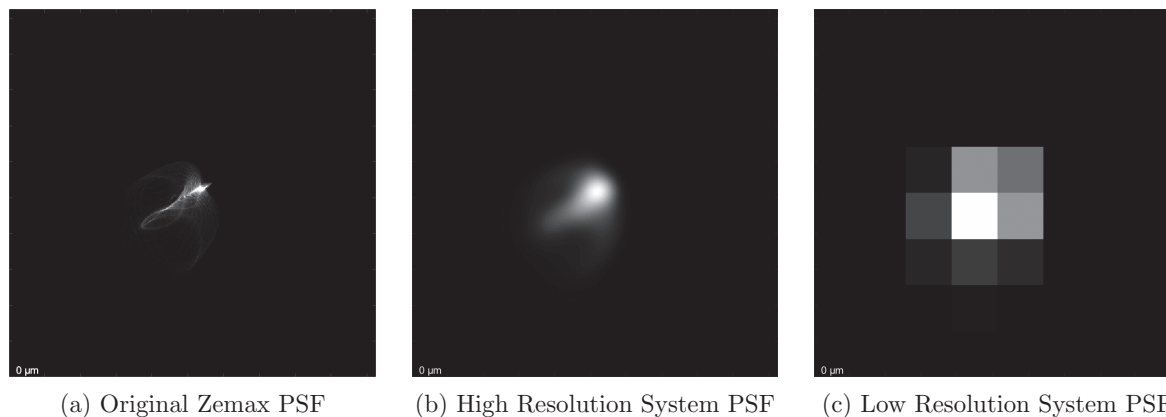 0 µm
0 µm
0 µm
(a) Original Zemax PSF
(b) High Resolution System PSF
(c) Low Resolution System PSF